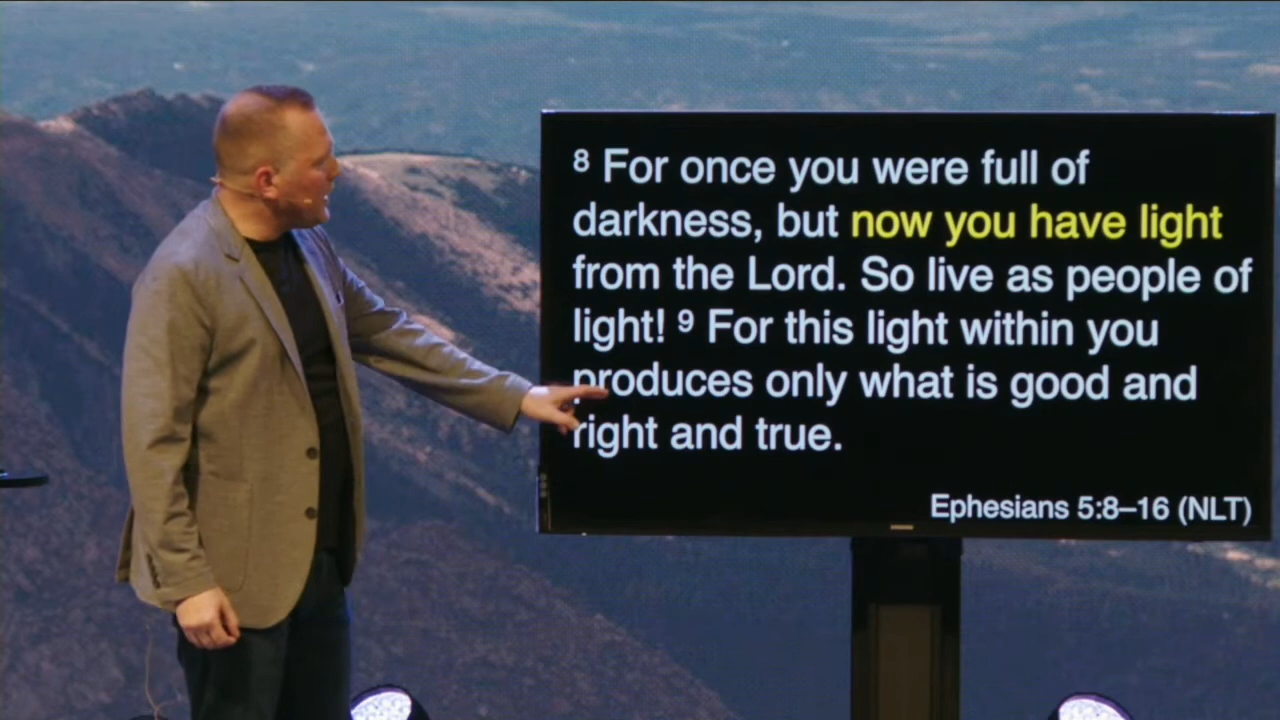 ⁸ For once you were full of
darkness, but now you have light
from the Lord. So live as people of
light! ⁹ For this light within you
produces only what is good and
right and true.
Ephesians 5:8–16 (NLT)